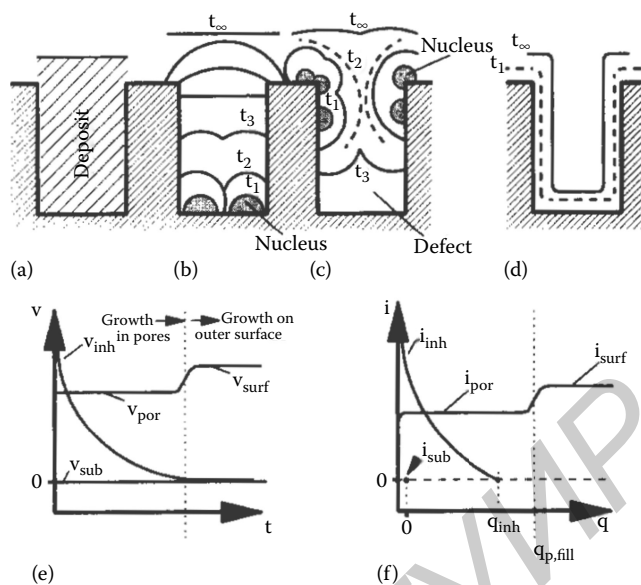 t∞
t∞
Nucleus
t∞
t2
t1
t1
Deposit
t3
t2
t1
t3
Nucleus
Defect
(a)
(b)
(c)
(d)
v
Growth in pores
Growth on outer surface
vinh
vsurf
vpor
vsub
0
t
(e)
i
iinh
isurf
ipor
isub
0
0
qinh
q
qp,fill
(f)